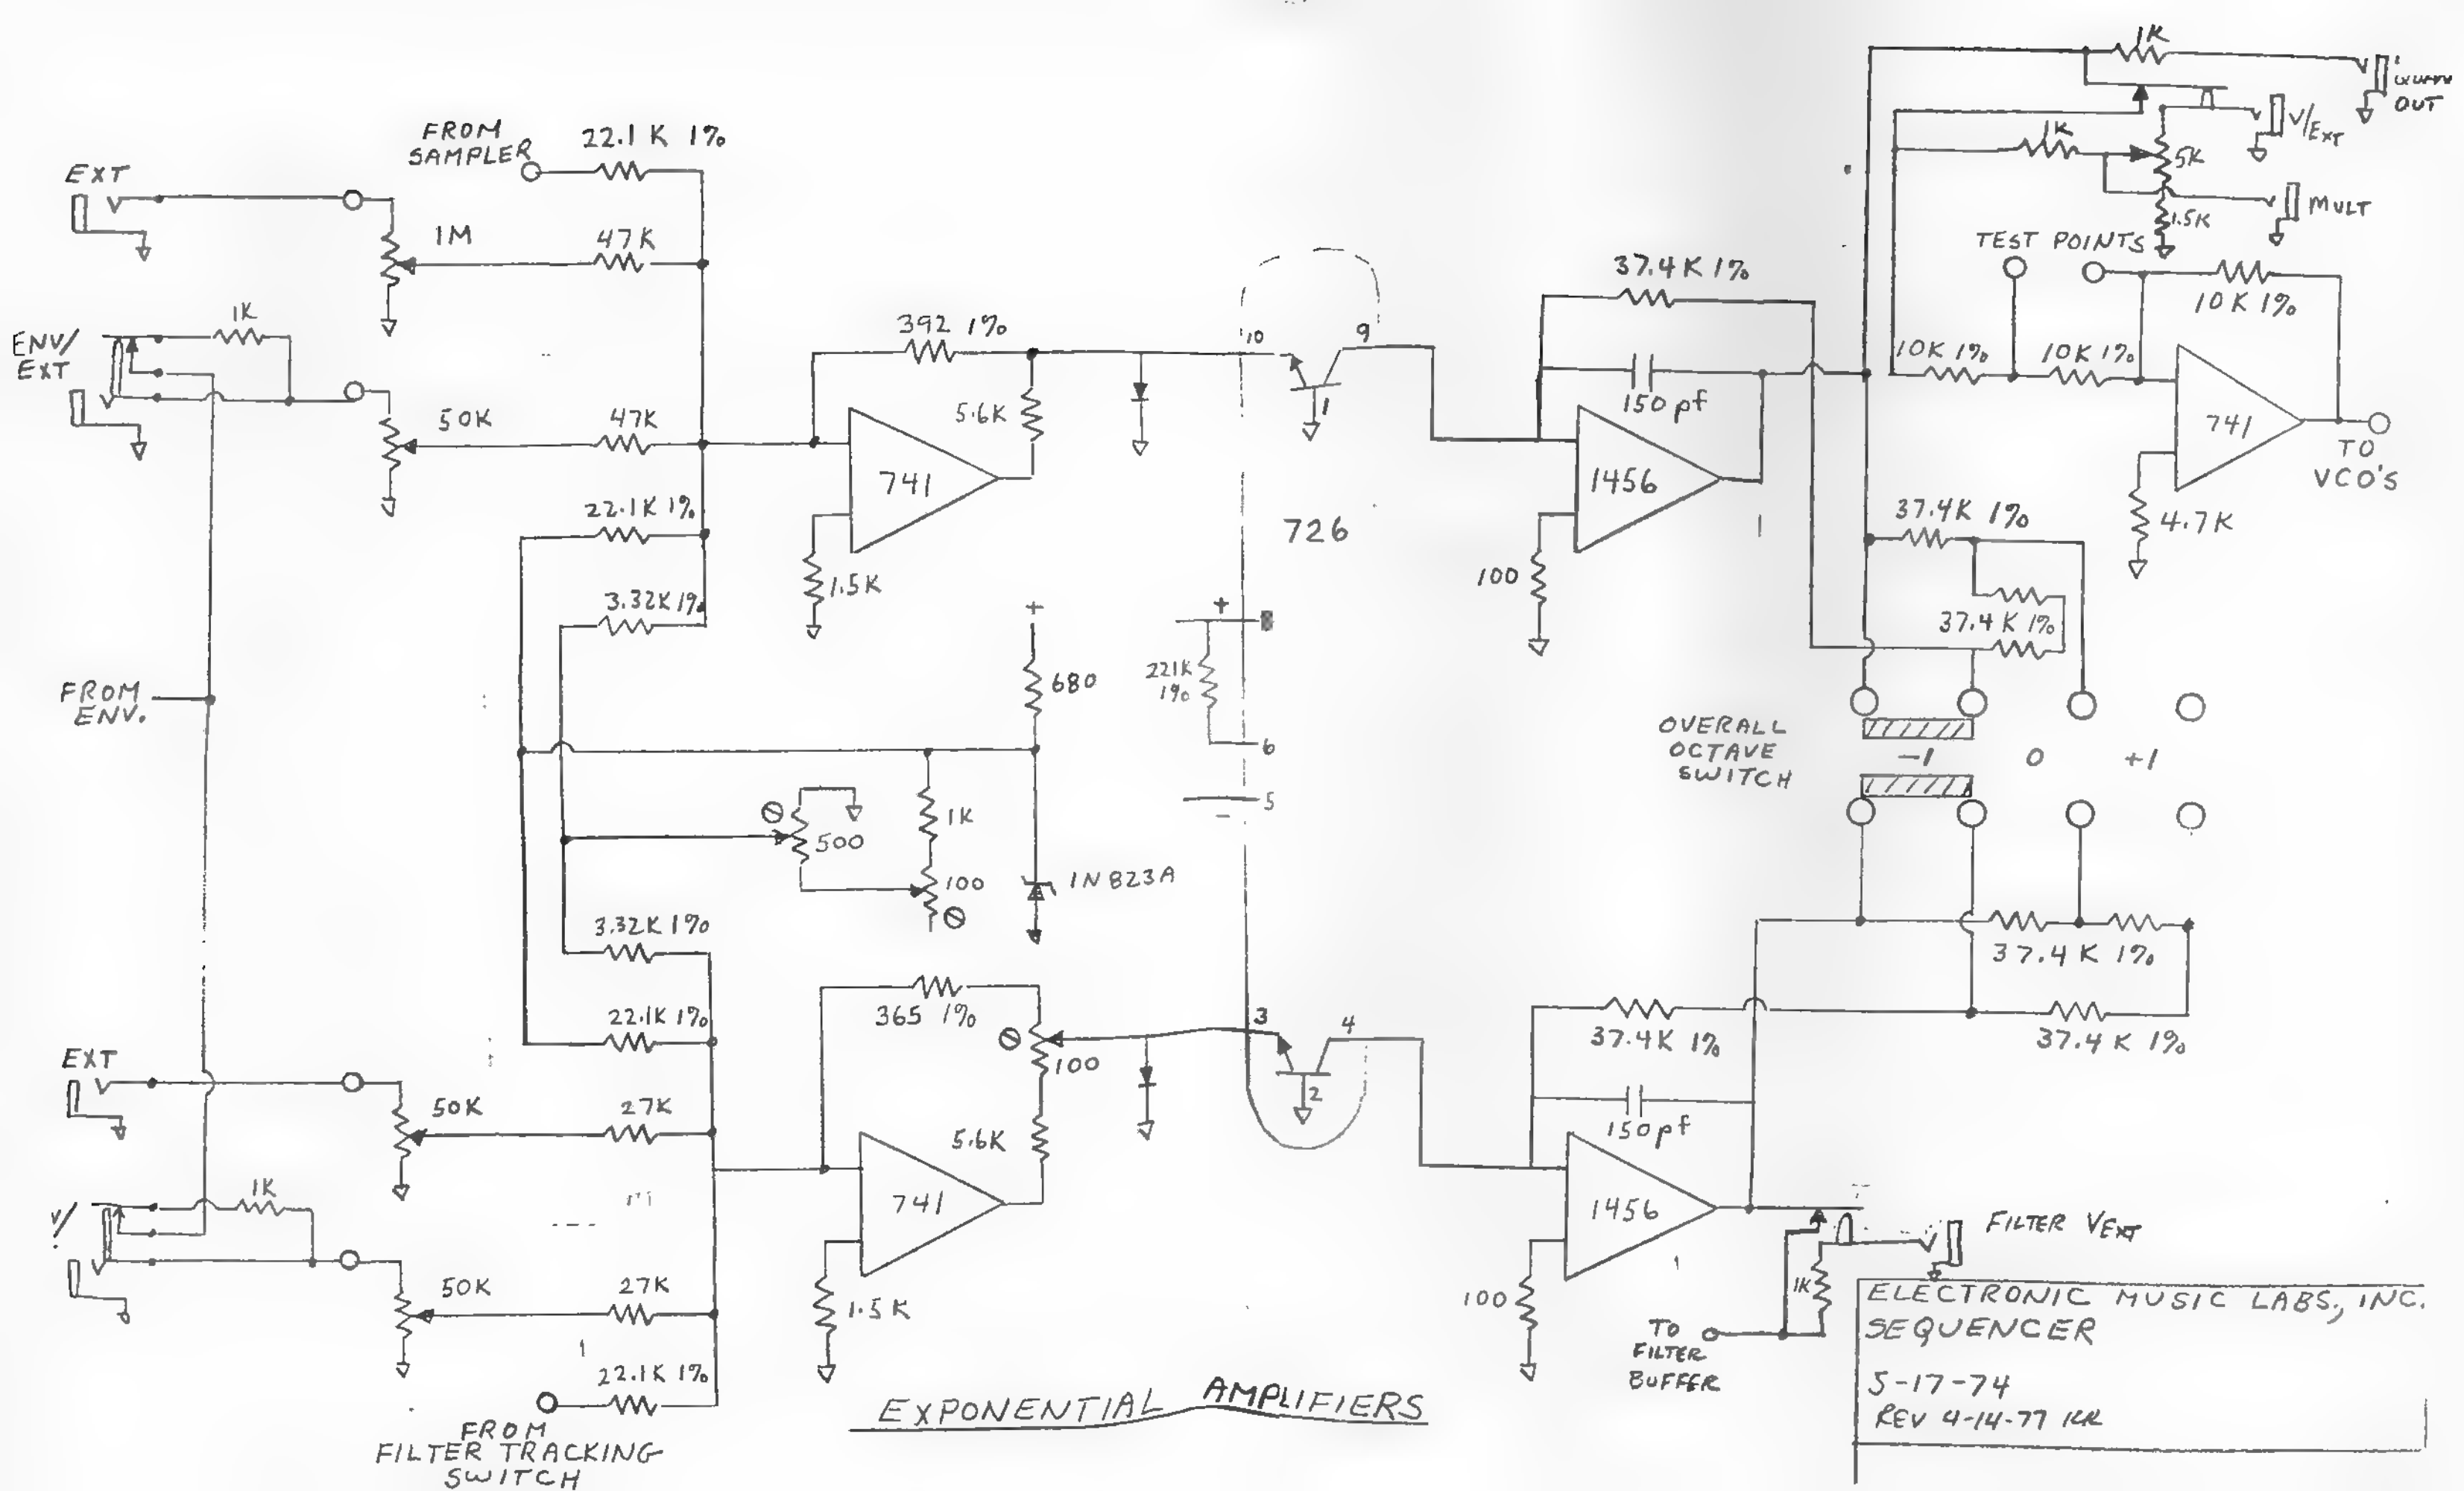 EXT
FROM
SAMPLER
22.1 K 1%
1M
47K
ENV/
EXT
1K
50K
47K
22.1K 1%
3.32K 1%
FROM
ENV.
392 1%
5.6K
741
1.5K
+
680
1K
500
100
1N823A
10
9
1
726
+
221K
1%
6
5
-
37.4K 1%
150pf
1456
100
1K
OUT
V/EXT
1K
5K
MULT
1.5K
TEST POINTS
10K 1%
10K 1%
10K 1%
741
TO
VCO'S
4.7K
37.4K 1%
37.4K 1%
OVERALL
OCTAVE
SWITCH
-1
0
+1
37.4K 1%
37.4K 1%
37.4K 1%
3.32K 1%
22.1K 1%
EXT
50K
27K
V/
1K
50K
27K
22.1K 1%
FROM
FILTER TRACKING
SWITCH
365 1%
100
5.6K
741
1.5K
3
4
2
150pf
1456
100
FILTER VEXT
1K
TO
FILTER
BUFFER
EXPONENTIAL AMPLIFIERS
ELECTRONIC MUSIC LABS., INC.
SEQUENCER
5-17-74
REV 4-14-77